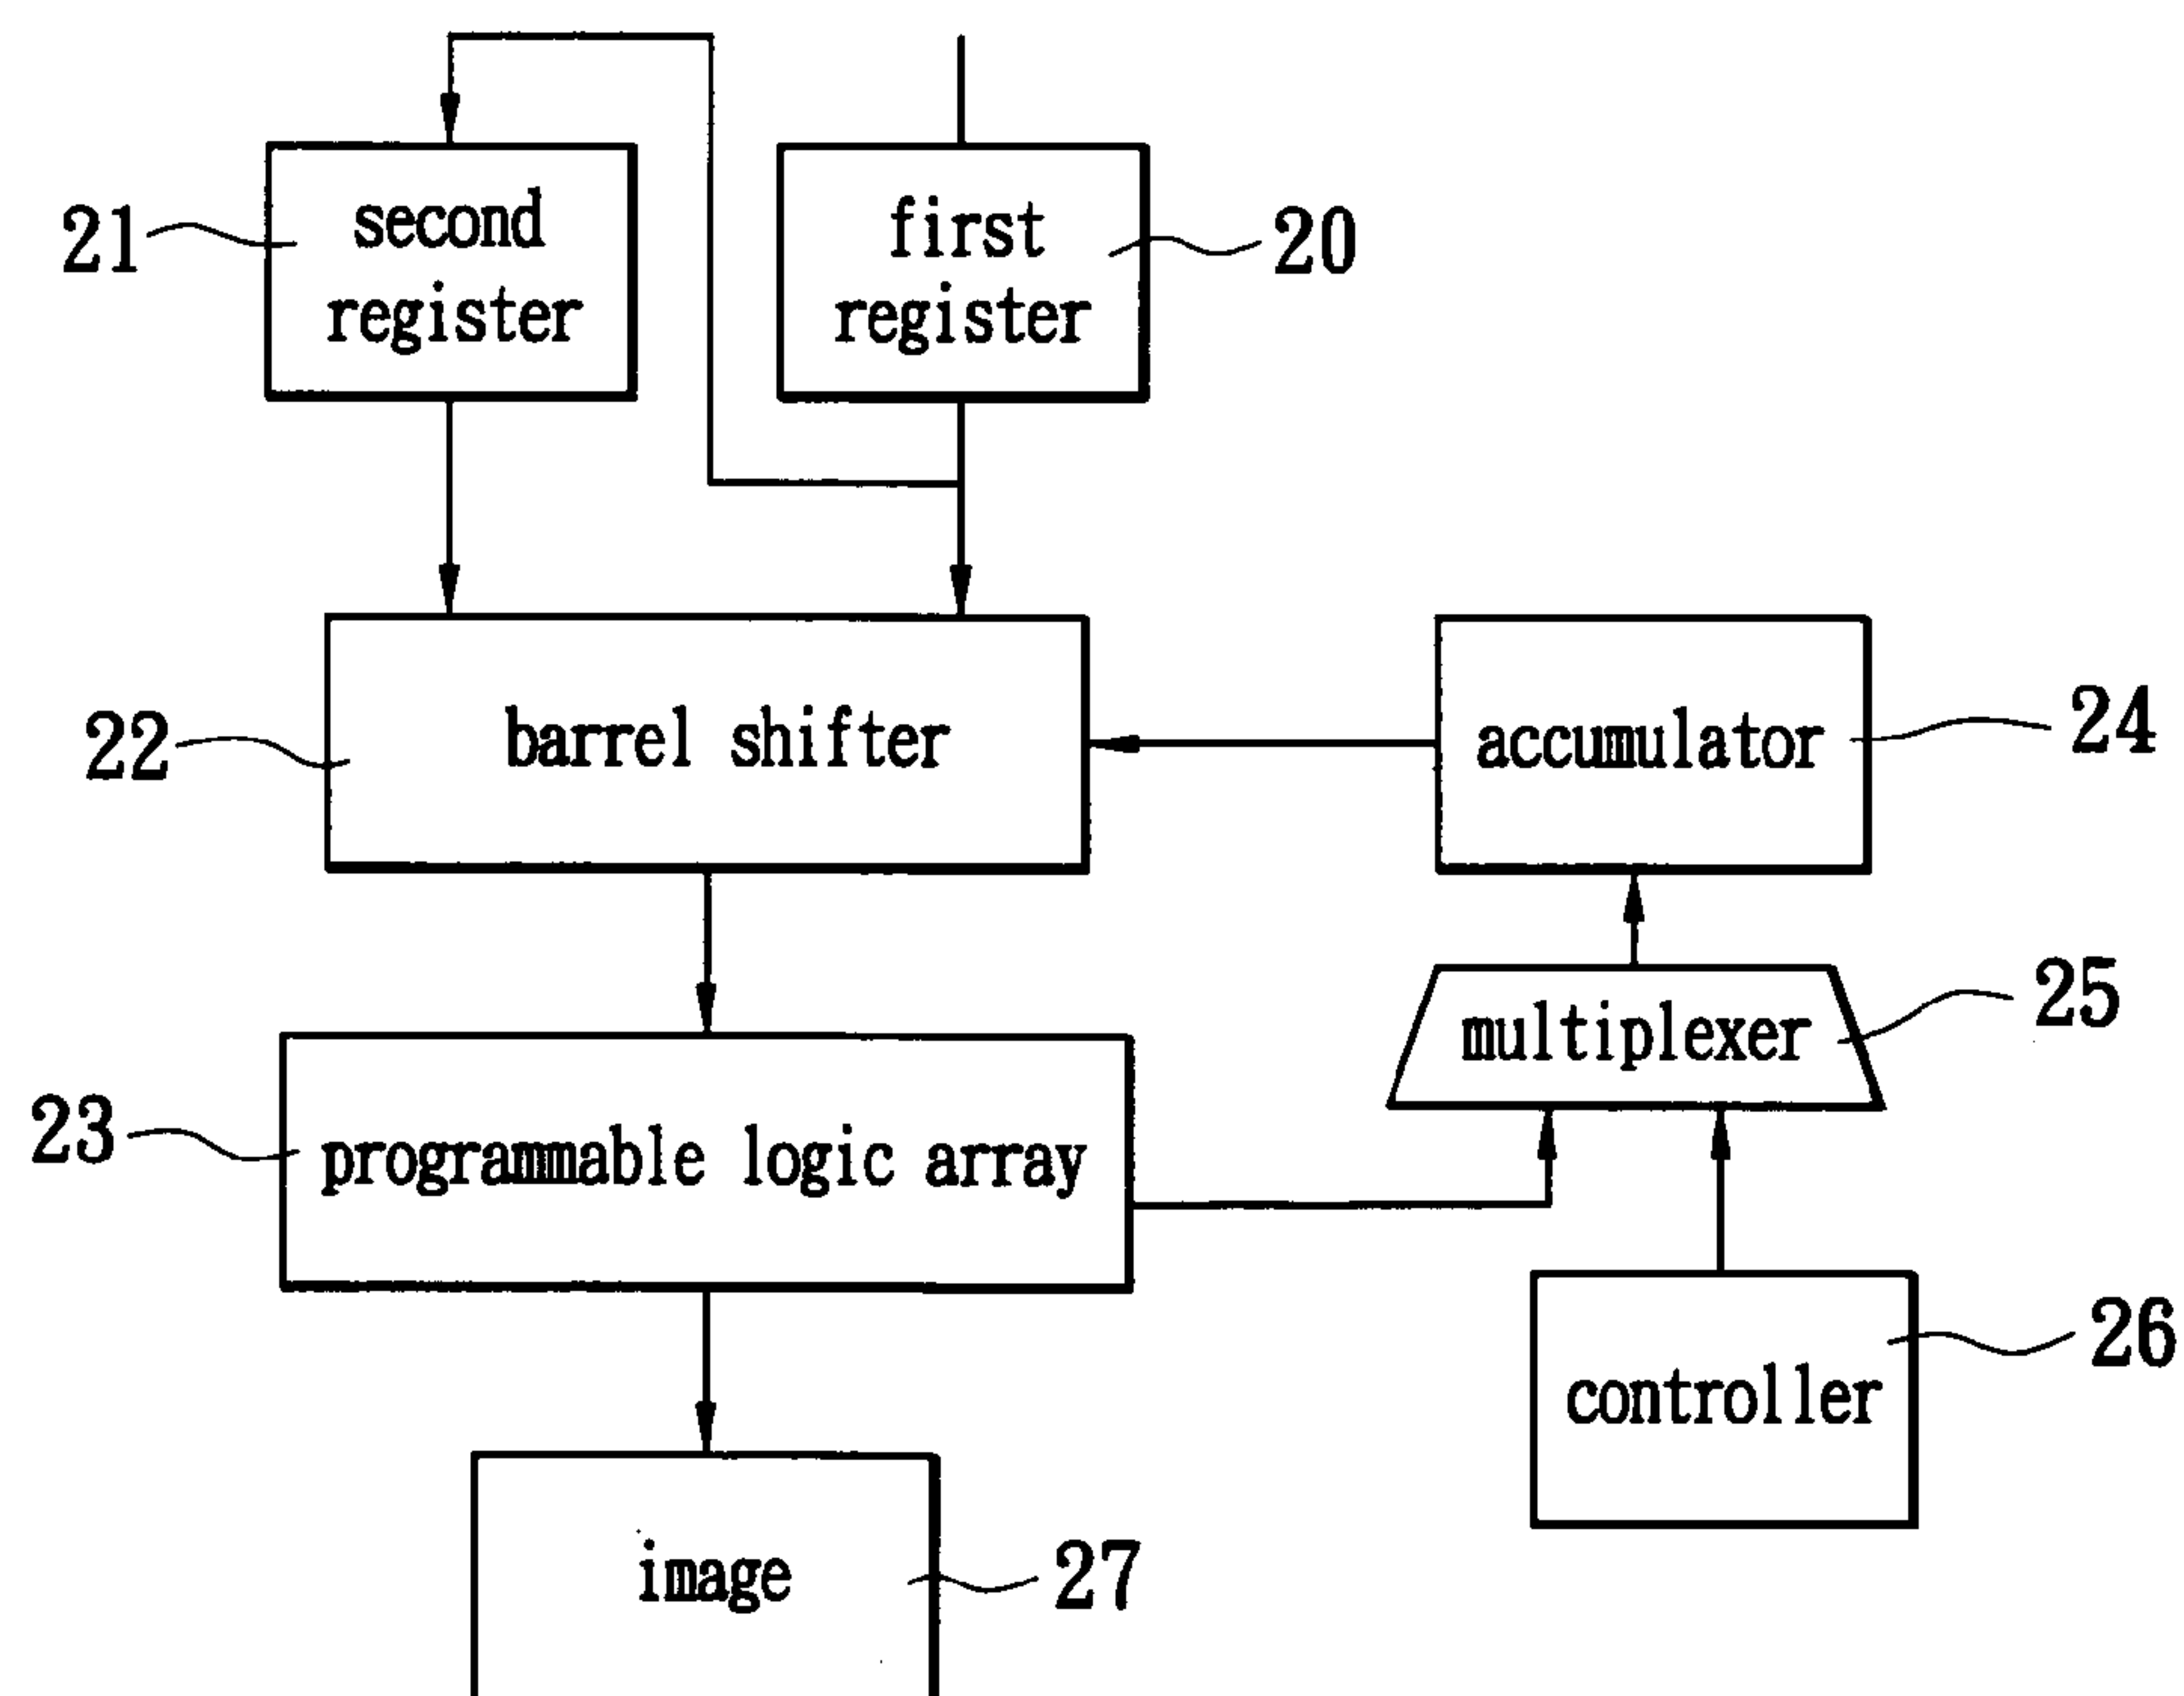 second
register
21
first
register
20
barrel shifter
22
accumulator
24
multiplexer
25
programmable logic array
23
controller
26
image
27